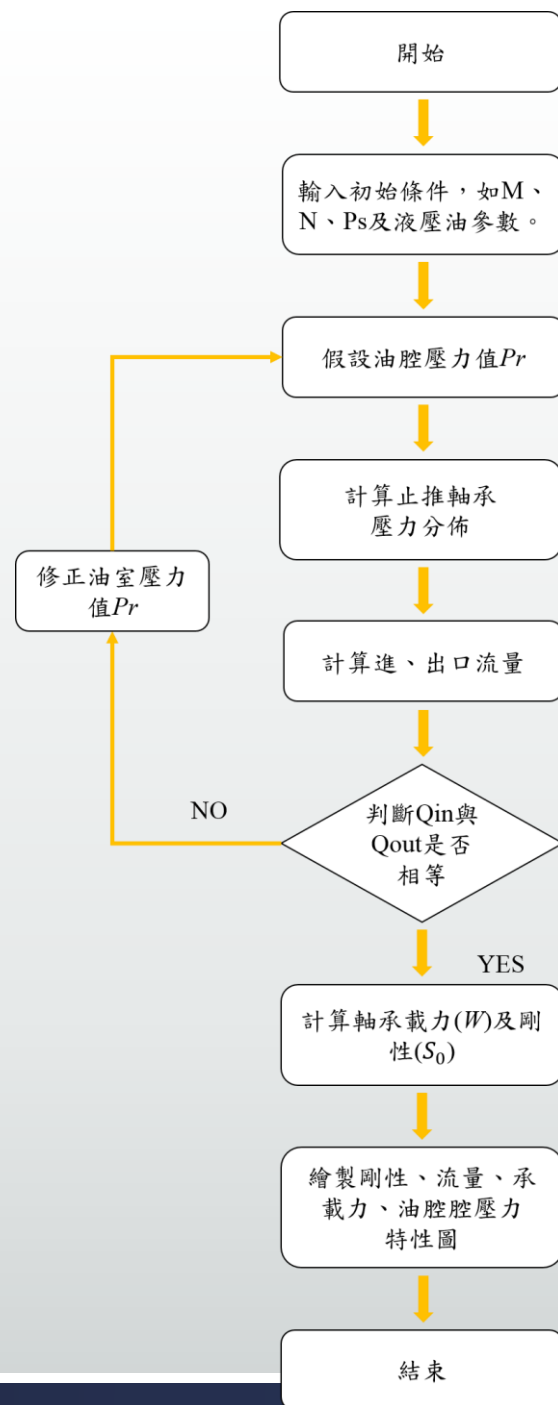 開始
輸入初始條件，如M、
N、Ps及液壓油參數。
假設油腔壓力值Pr
計算止推軸承
壓力分佈
修正油室壓力
值Pr
計算進、出口流量
NO
判斷Qin與
Qout是否
相等
YES
計算軸承載力(W)及剛
性(S₀)
繪製剛性、流量、承
載力、油腔腔壓力
特性圖
結束